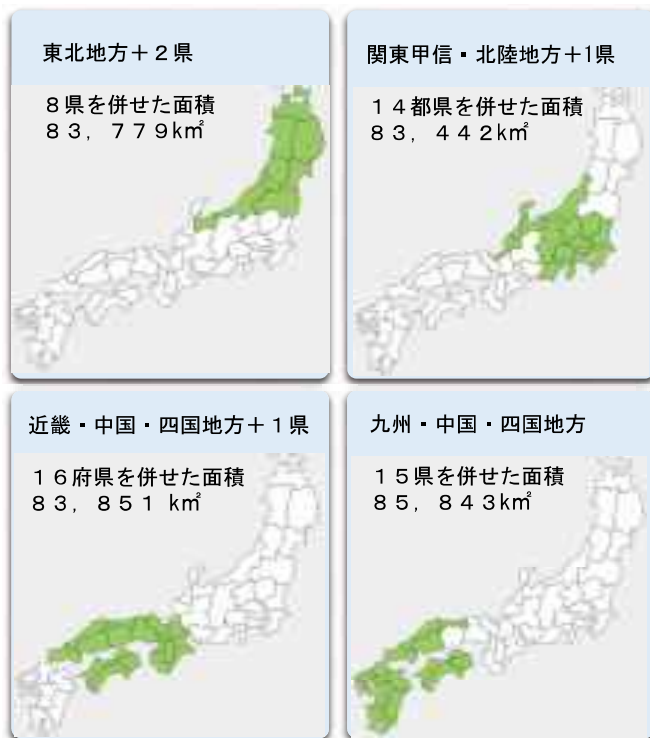 東北地方＋２県
８県を併せた面積
８３，７７９k㎡
関東甲信・北陸地方＋1県
１４都県を併せた面積
８３，４４２k㎡
近畿・中国・四国地方＋１県
１６府県を併せた面積
８３，８５１ k㎡
九州・中国・四国地方
１５県を併せた面積
８５，８４３k㎡